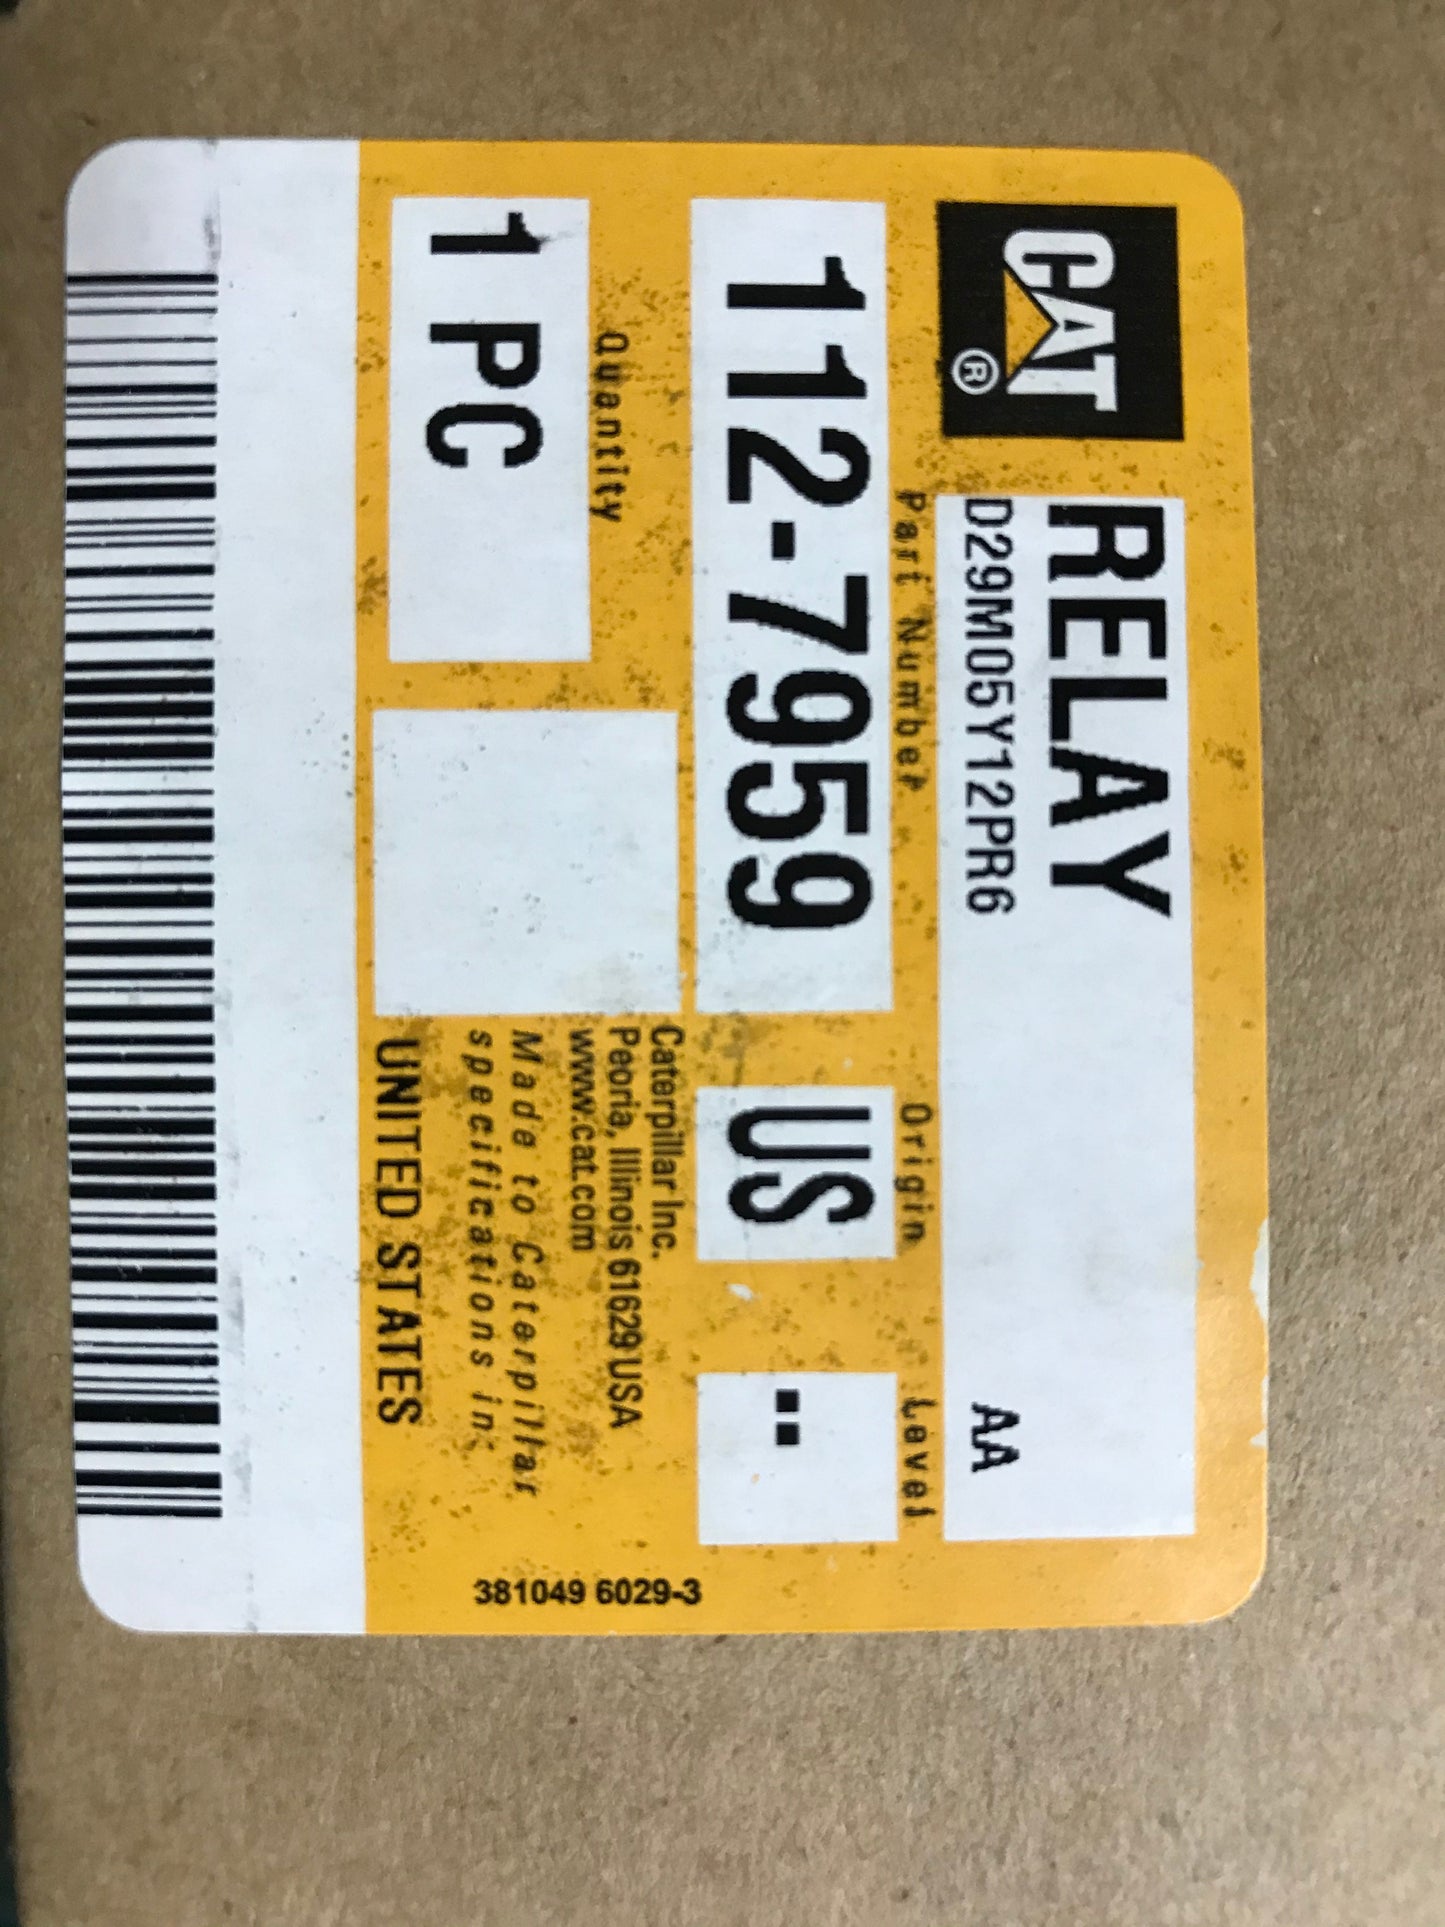 CAT®
RELAY
D29M05Y12PR6 AA
Part Number Origin Level
112-7959 US --
Quantity
1 PC
Caterpillar Inc.
Peoria, Illinois 61629 USA
www.cat.com
Made to Caterpillar
specifications in:
UNITED STATES
381049 6029-3